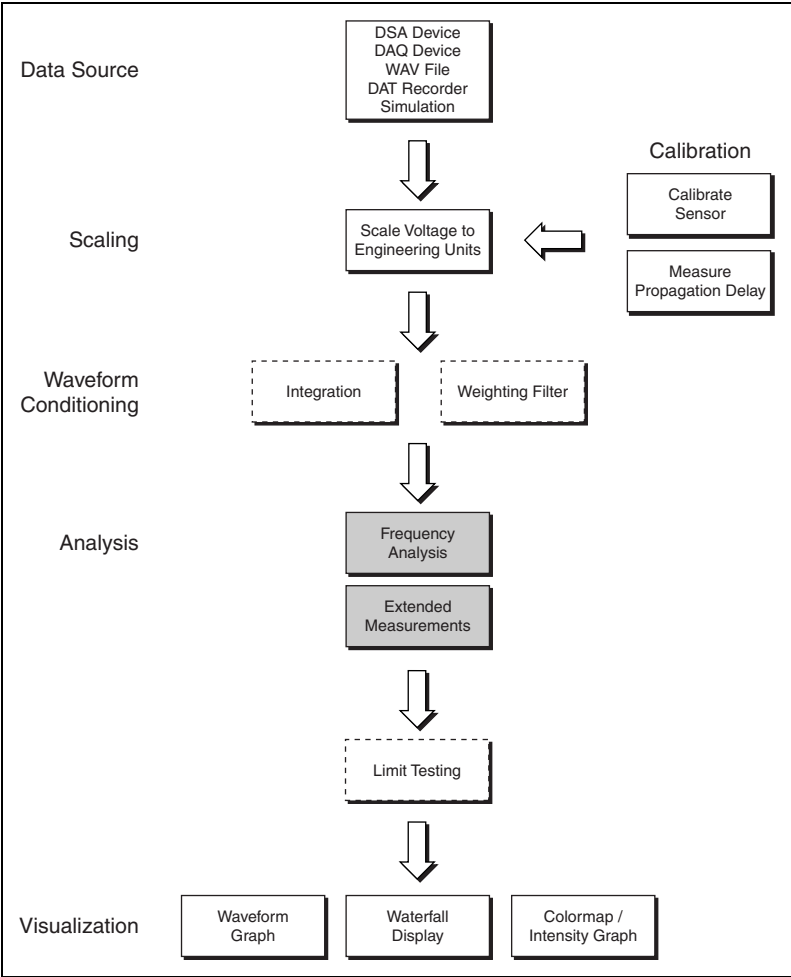 Data Source
DSA Device
DAQ Device
WAV File
DAT Recorder
Simulation
Calibration
Calibrate
Sensor
Measure
Propagation Delay
Scaling
Scale Voltage to
Engineering Units
Waveform
Conditioning
Integration
Weighting Filter
Analysis
Frequency
Analysis
Extended
Measurements
Limit Testing
Visualization
Waveform
Graph
Waterfall
Display
Colormap /
Intensity Graph